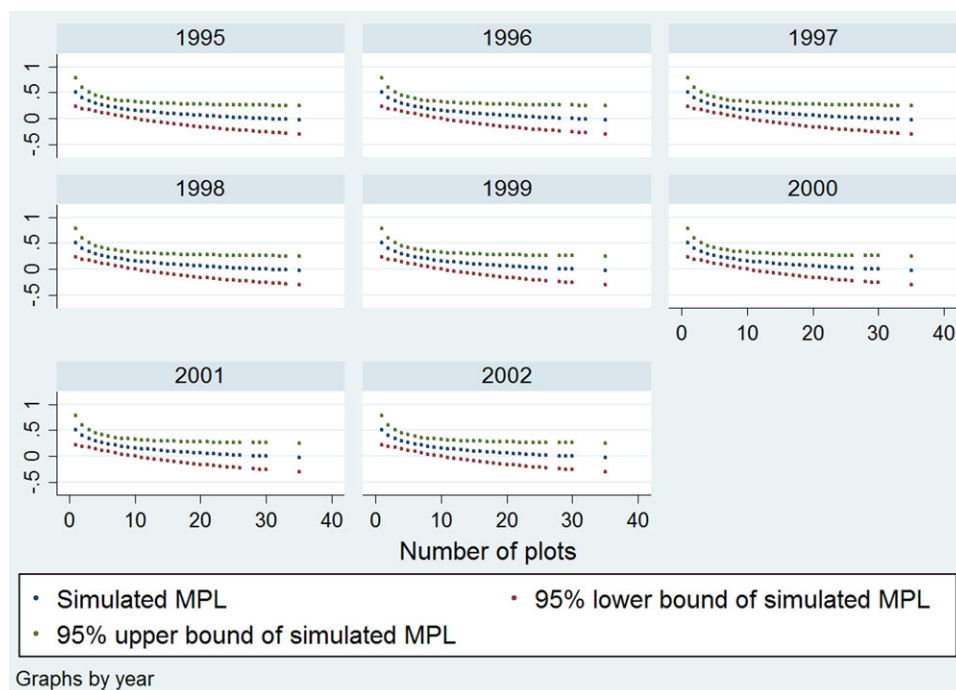 1995 1996 1997
1 .5 0 -.5
1998 1999 2000
1 .5 0 -.5
0 10 20 30 40
2001 2002
1 .5 0 -.5
0 10 20 30 40 0 10 20 30 40
Number of plots
Simulated MPL 95% lower bound of simulated MPL
95% upper bound of simulated MPL
Graphs by year